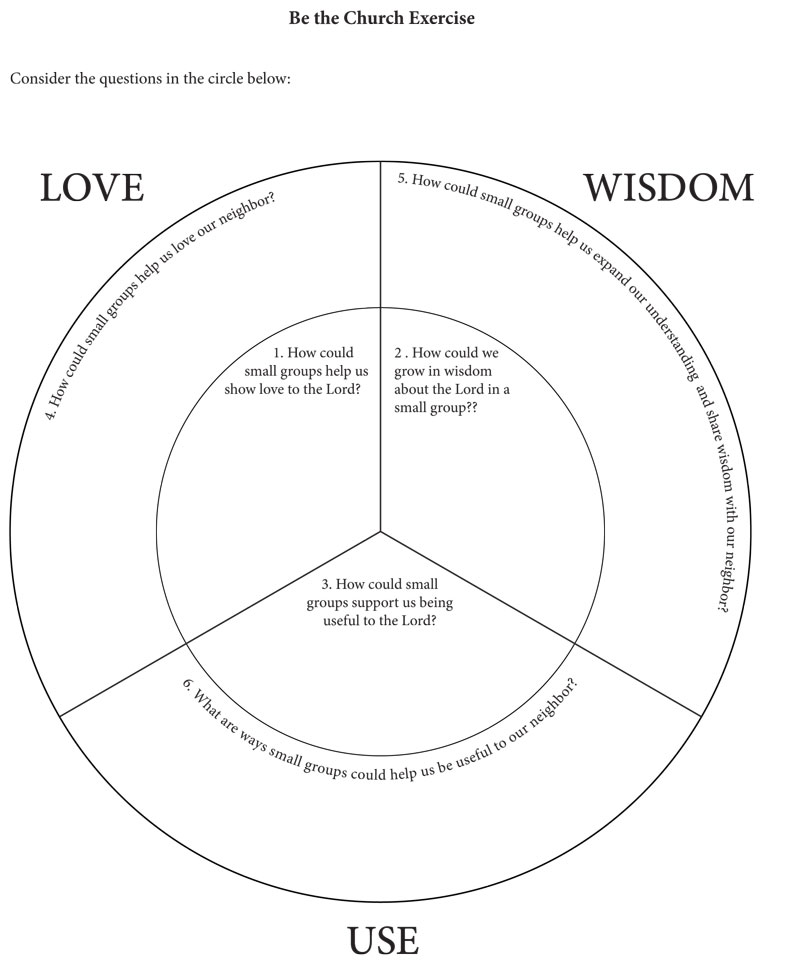 Be the Church Exercise
Consider the questions in the circle below:
LOVE
WISDOM
4. How could small groups help us love our neighbor?
5. How could small groups help us expand our understanding and share wisdom with our neighbor?
1. How could
small groups help us
show love to the Lord?
2 . How could we
grow in wisdom
about the Lord in a
small group??
3. How could small
groups support us being
useful to the Lord?
6. What are ways small groups could help us be useful to our neighbor?
USE